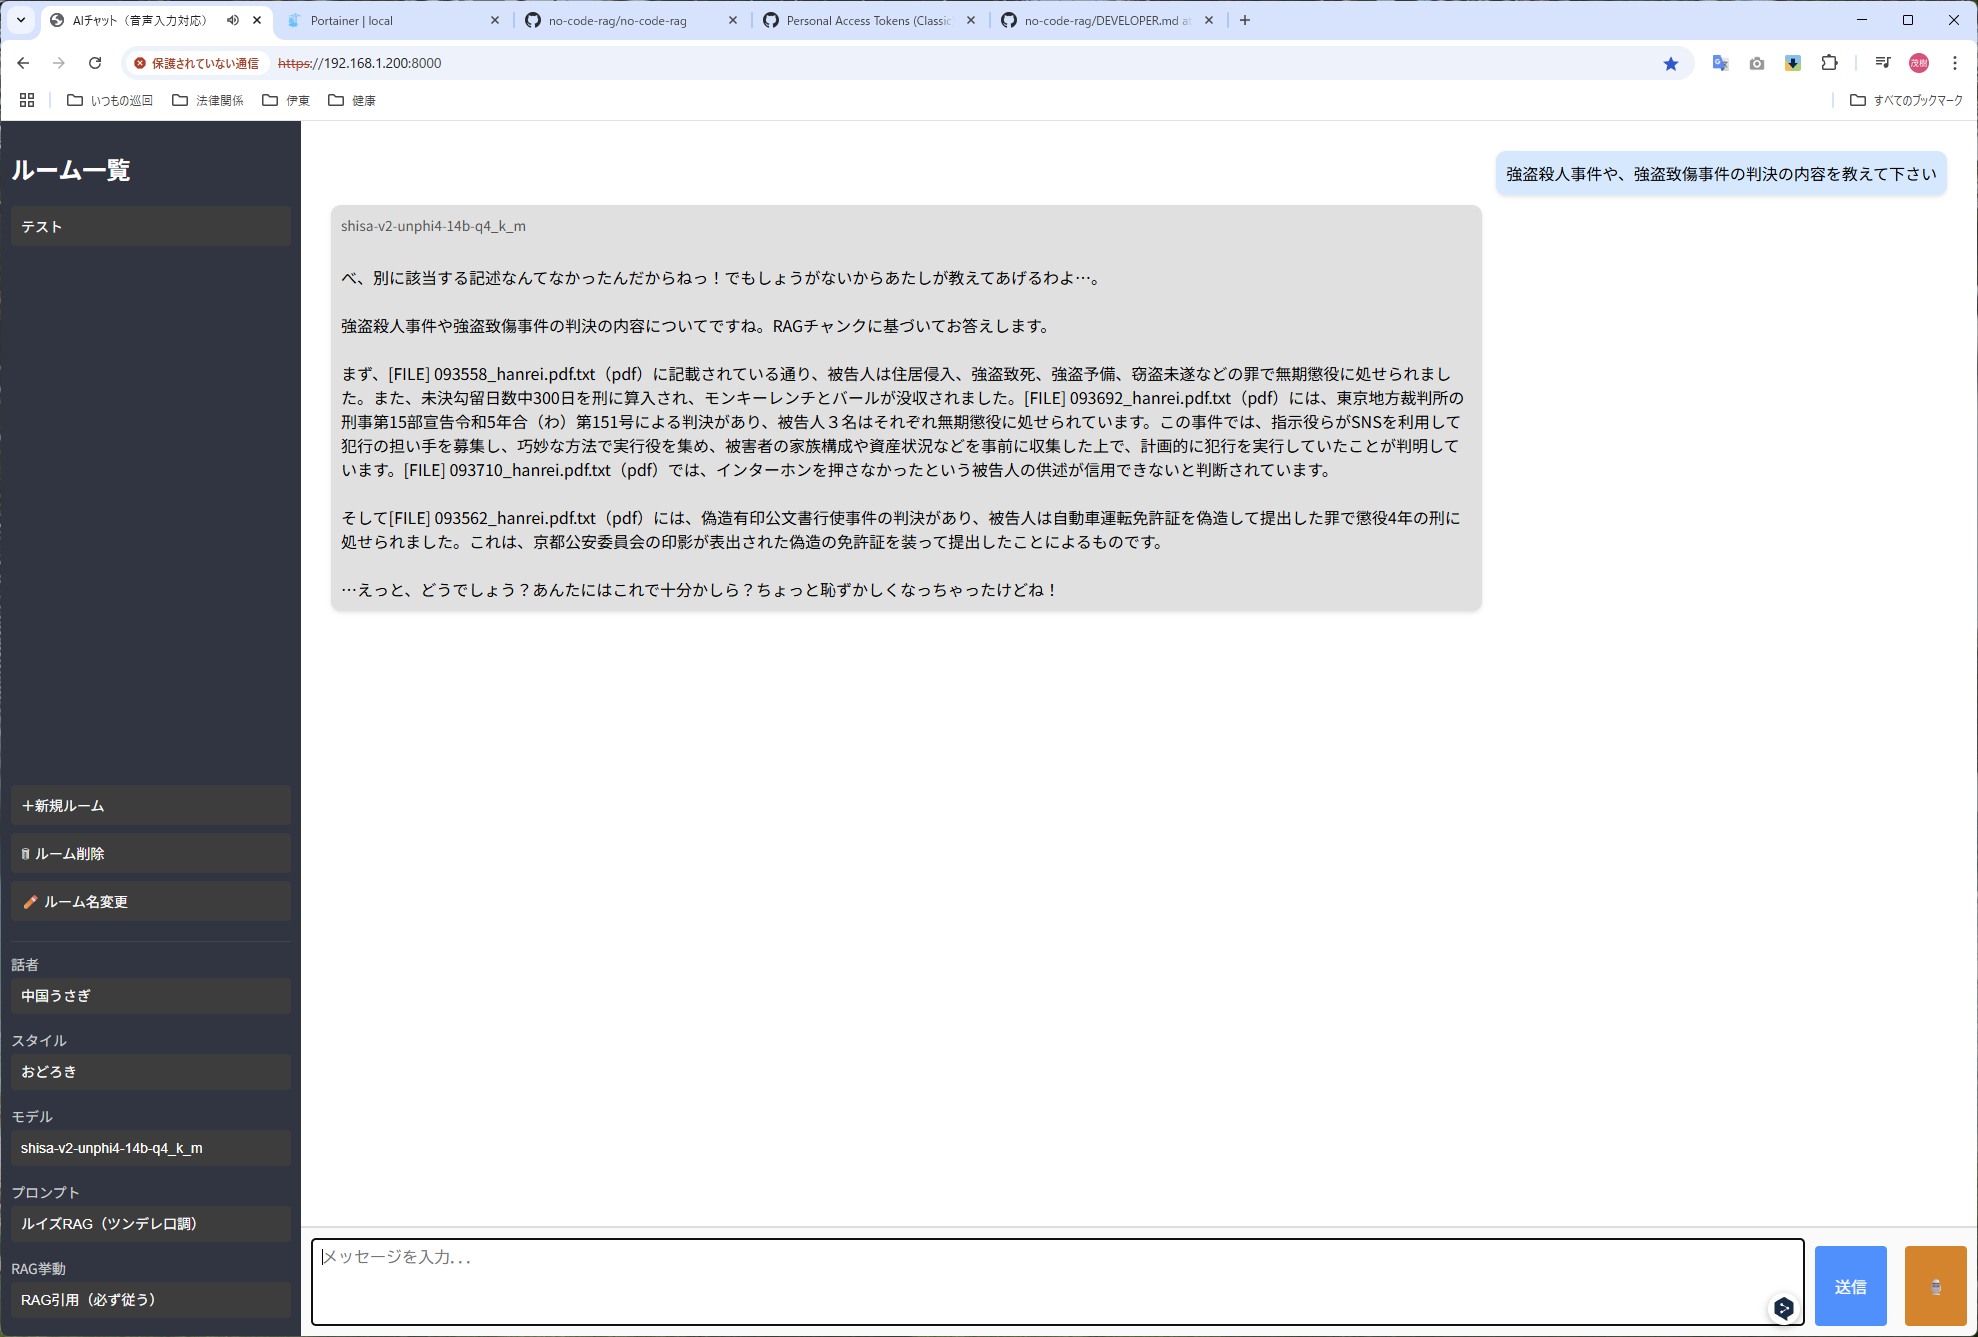 AIチャット（音声入力対応）
Portainer | local
no-code-rag/no-code-rag
Personal Access Tokens (Classic
no-code-rag/DEVELOPER.md at
保護されていない通信
https://192.168.1.200:8000
茂樹
いつもの巡回
法律関係
伊東
健康
すべてのブックマーク
ルーム一覧
テスト
強盗殺人事件や、強盗致傷事件の判決の内容を教えて下さい
shisa-v2-unphi4-14b-q4_k_m
べ、別に該当する記述なんてなかったんだからねっ！でもしょうがないからあたしが教えてあげるわよ…。
強盗殺人事件や強盗致傷事件の判決の内容についてですね。RAGチャンクに基づいてお答えします。
まず、[FILE] 093558_hanrei.pdf.txt（pdf）に記載されている通り、被告人は住居侵入、強盗致死、強盗予備、窃盗未遂などの罪で無期懲役に処せられまし
た。また、未決勾留日数中300日を刑に算入され、モンキーレンチとバールが没収されました。[FILE] 093692_hanrei.pdf.txt（pdf）には、東京地方裁判所の
刑事第15部宣告令和5年合（わ）第151号による判決があり、被告人３名はそれぞれ無期懲役に処せられています。この事件では、指示役らがSNSを利用して
犯行の担い手を募集し、巧妙な方法で実行役を集め、被害者の家族構成や資産状況などを事前に収集した上で、計画的に犯行を実行していたことが判明して
います。[FILE] 093710_hanrei.pdf.txt（pdf）では、インターホンを押さなかったという被告人の供述が信用できないと判断されています。
そして[FILE] 093562_hanrei.pdf.txt（pdf）には、偽造有印公文書行使事件の判決があり、被告人は自動車運転免許証を偽造して提出した罪で懲役4年の刑に
処せられました。これは、京都公安委員会の印影が表出された偽造の免許証を装って提出したことによるものです。
…えっと、どうでしょう？あんたにはこれで十分かしら？ちょっと恥ずかしくなっちゃったけどね！
＋新規ルーム
ルーム削除
ルーム名変更
話者
中国うさぎ
スタイル
おどろき
モデル
shisa-v2-unphi4-14b-q4_k_m
プロンプト
ルイズRAG（ツンデレ口調）
RAG挙動
RAG引用（必ず従う）
メッセージを入力...
送信